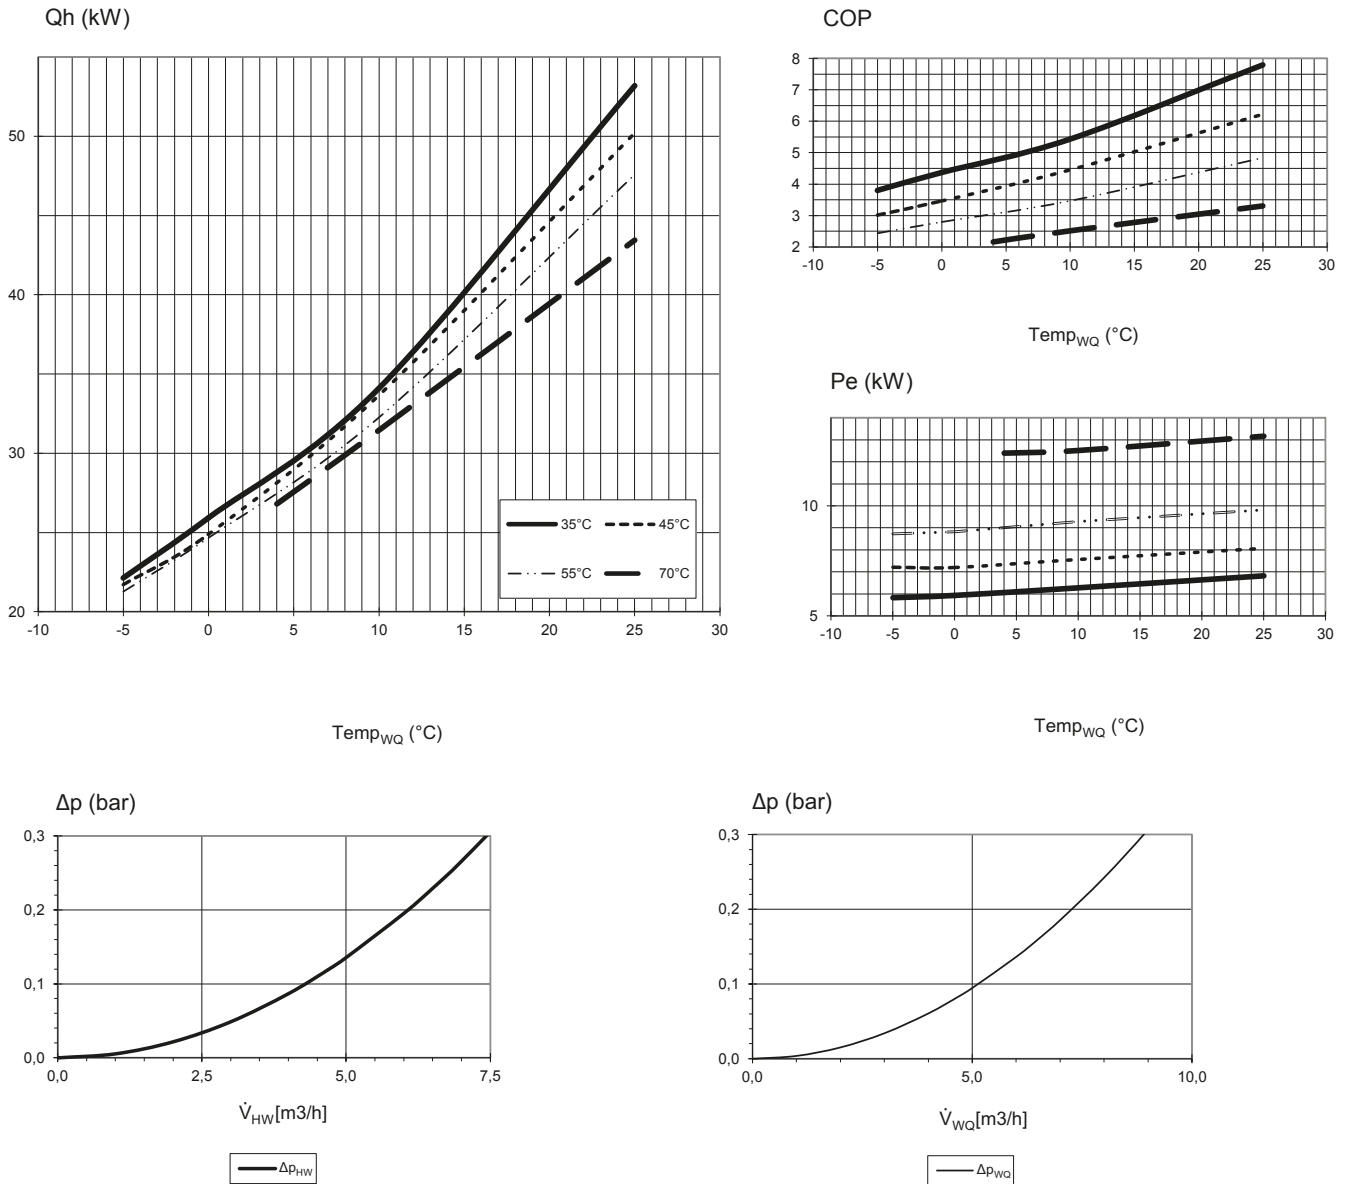 Qh (kW)
50
40
30
20
-10 -5 0 5 10 15 20 25 30
35°C 45°C
55°C 70°C
Temp_WQ (°C)
COP
8
7
6
5
4
3
2
-10 -5 0 5 10 15 20 25 30
Temp_WQ (°C)
Pe (kW)
10
5
-10 -5 0 5 10 15 20 25 30
Temp_WQ (°C)
Δp (bar)
0,3
0,2
0,1
0,0
0,0 2,5 5,0 7,5
V̇_HW[m3/h]
Δp_HW
Δp (bar)
0,3
0,2
0,1
0,0
0,0 5,0 10,0
V̇_WQ[m3/h]
Δp_WQ